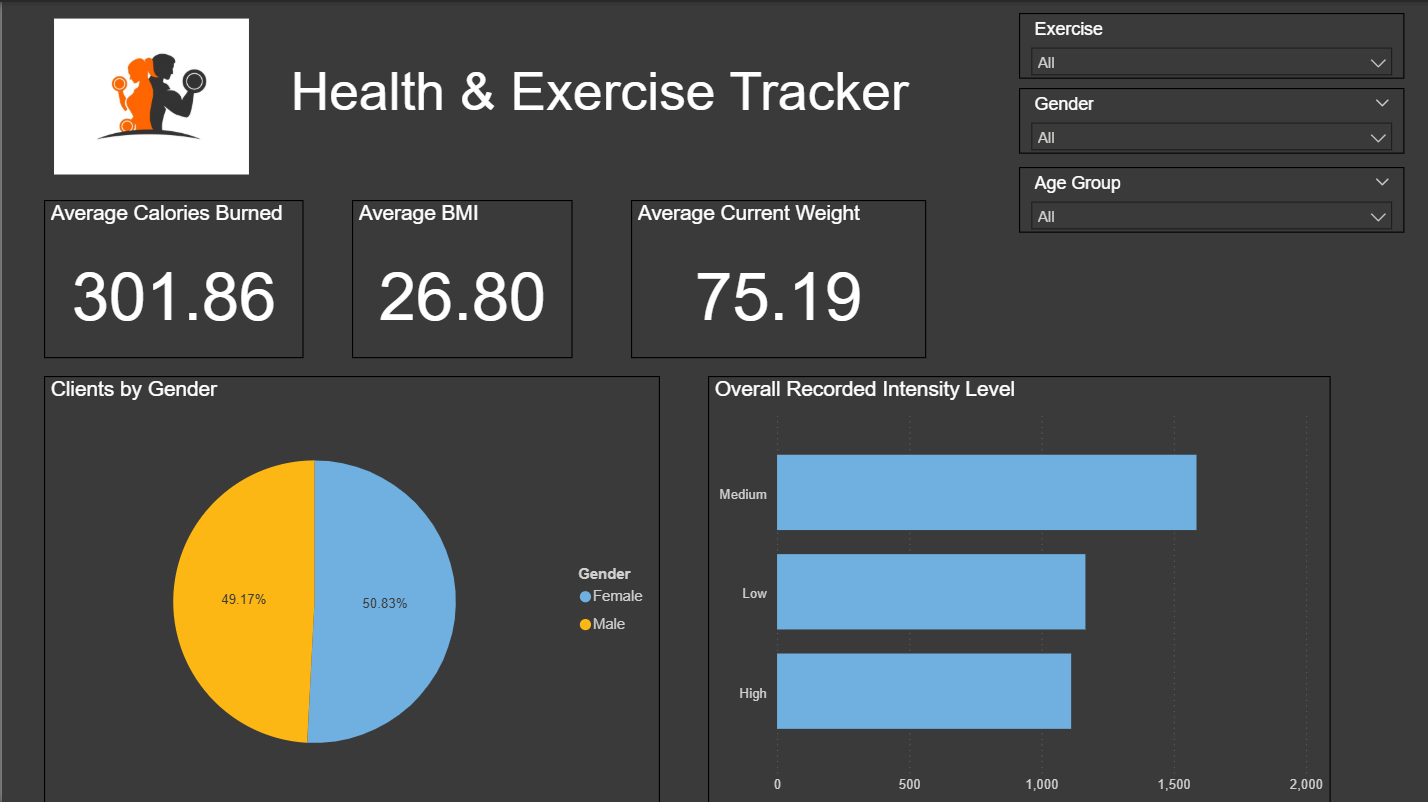 Health & Exercise Tracker
Exercise
All
Gender
All
Age Group
All
Average Calories Burned
301.86
Average BMI
26.80
Average Current Weight
75.19
Clients by Gender
49.17%
50.83%
Gender
Female
Male
Overall Recorded Intensity Level
Medium
Low
High
0 500 1,000 1,500 2,000